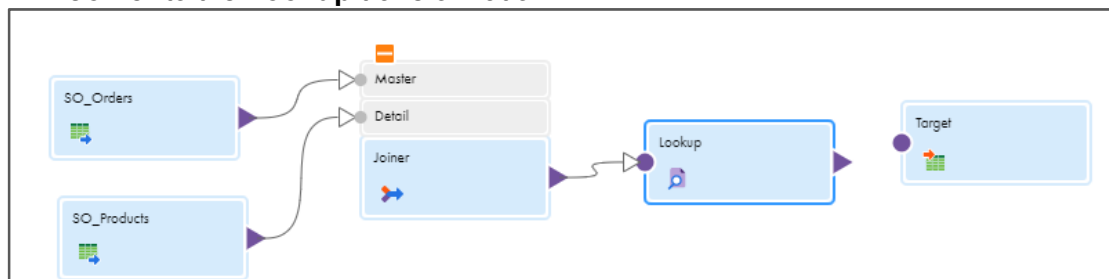 SO_Orders
Master
Detail
Joiner
Lookup
Target
SO_Products